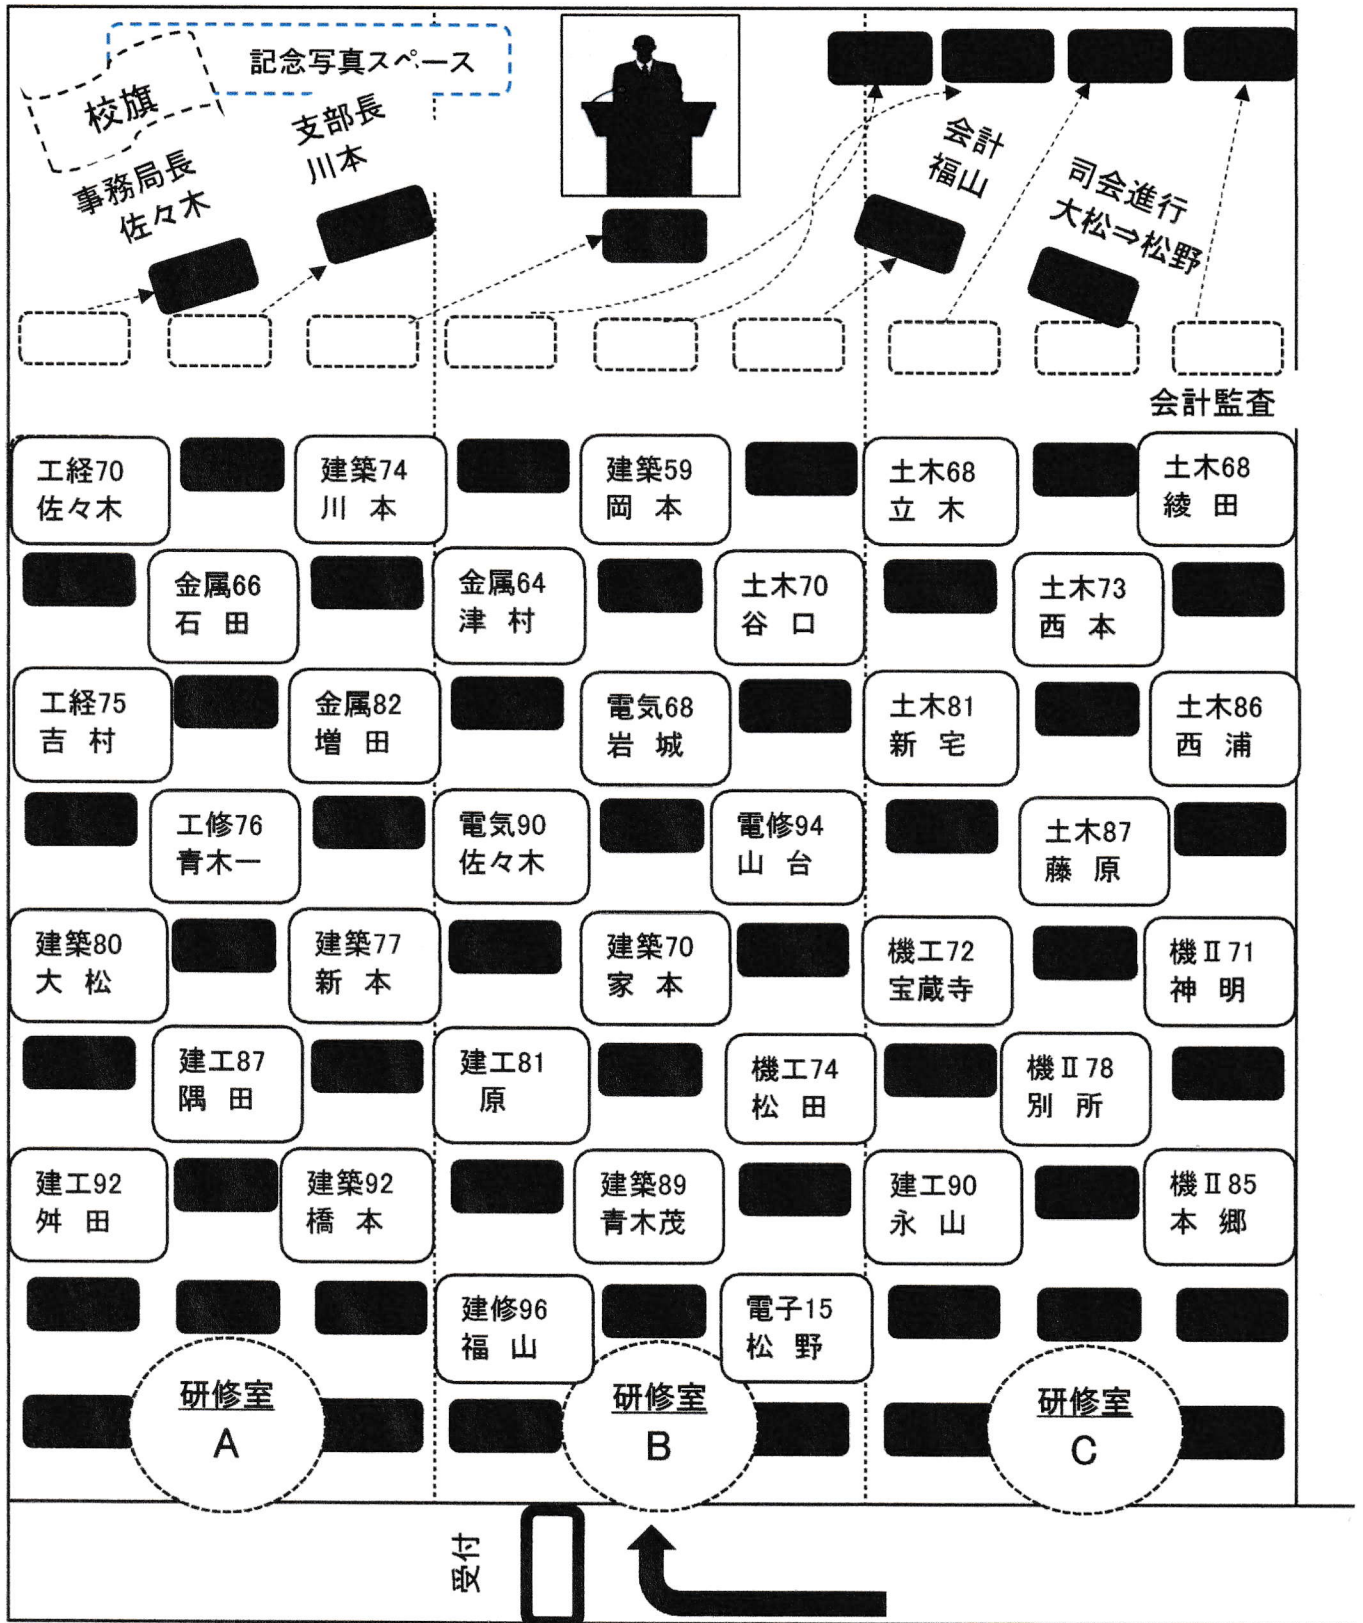 記念写真スペース
校旗
支部長
川本
事務局長
佐々木
会計
福山
司会進行
大松⇒松野
会計監査
工経70
佐々木
建築74
川 本
建築59
岡 本
土木68
立 木
土木68
綾 田
金属66
石 田
金属64
津 村
土木70
谷 口
土木73
西 本
工経75
吉 村
金属82
増 田
電気68
岩 城
土木81
新 宅
土木86
西 浦
工修76
青木一
電気90
佐々木
電修94
山 台
土木87
藤 原
建築80
大 松
建築77
新 本
建築70
家 本
機工72
宝蔵寺
機Ⅱ71
神 明
建工87
隅 田
建工81
原
機工74
松 田
機Ⅱ78
別 所
建工92
舛 田
建築92
橋 本
建築89
青木茂
建工90
永 山
機Ⅱ85
本 郷
建修96
福 山
電子15
松 野
研修室
A
研修室
B
研修室
C
受付